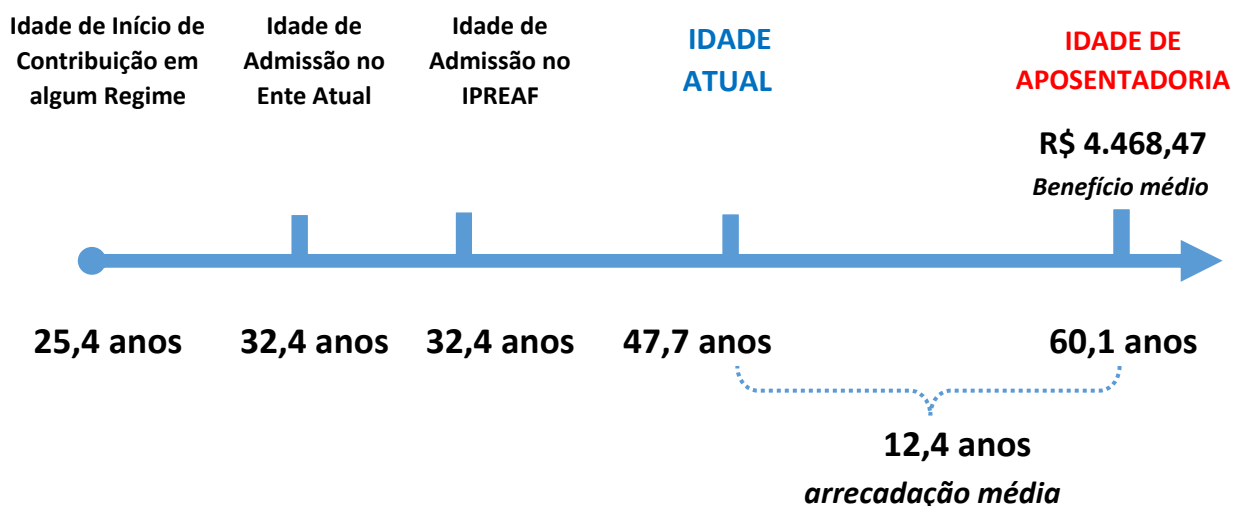 Idade de Início de
Contribuição em
algum Regime
Idade de
Admissão no
Ente Atual
Idade de
Admissão no
IPREAF
IDADE
ATUAL
IDADE DE
APOSENTADORIA
R$ 4.468,47
Benefício médio
25,4 anos
32,4 anos
32,4 anos
47,7 anos
60,1 anos
12,4 anos
arrecadação média